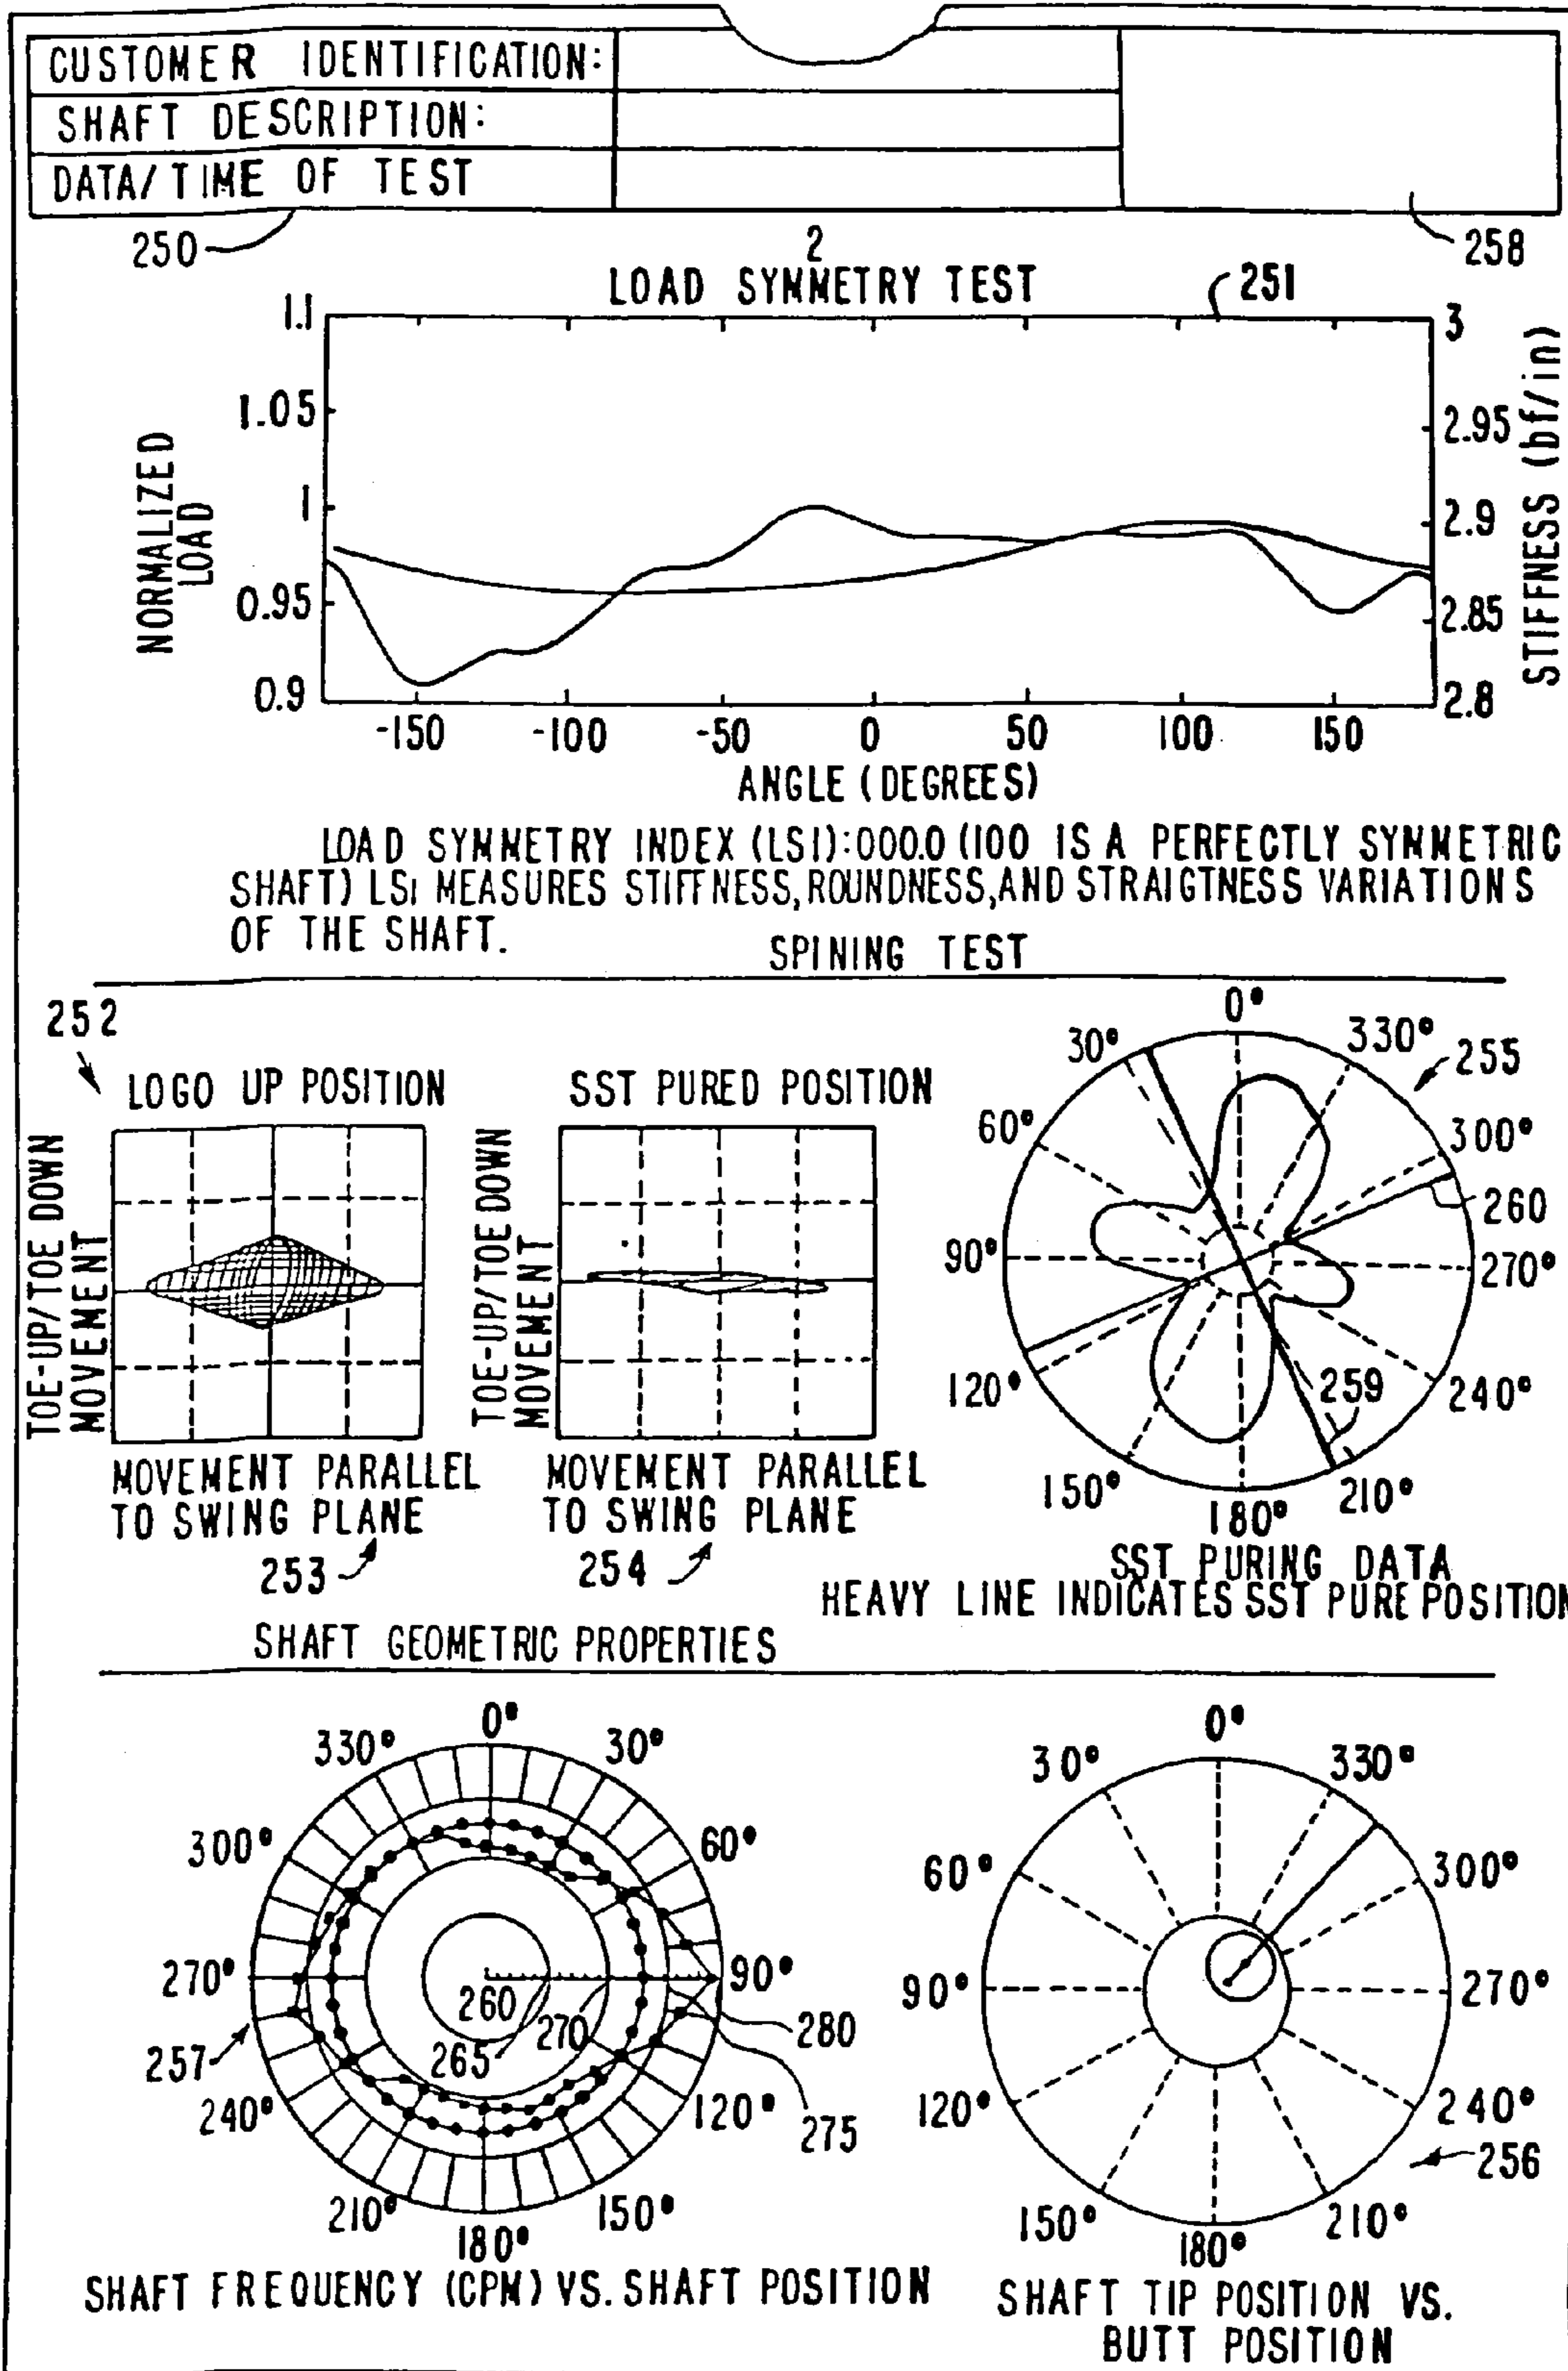 CUSTOMER IDENTIFICATION:
SHAFT DESCRIPTION:
DATA/TIME OF TEST
250
258
2
LOAD SYMMETRY TEST
251
1.1
1.05
1
0.95
0.9
NORMALIZED
LOAD
3
2.95
2.9
2.85
2.8
STIFFNESS (bf/in)
-150 -100 -50 0 50 100 150
ANGLE (DEGREES)
LOAD SYMMETRY INDEX (LSI):000.0 (100 IS A PERFECTLY SYMMETRIC
SHAFT) LSI MEASURES STIFFNESS, ROUNDNESS, AND STRAIGTNESS VARIATIONS
OF THE SHAFT.
SPINING TEST
252
LOGO UP POSITION
TOE-UP/TOE DOWN
MOVEMENT
MOVEMENT PARALLEL
TO SWING PLANE
253
SST PURED POSITION
TOE-UP/TOE DOWN
MOVEMENT
MOVEMENT PARALLEL
TO SWING PLANE
254
0°
30°
330°
255
60°
300°
260
90°
270°
120°
259
240°
150°
180°
210°
SST PURING DATA
HEAVY LINE INDICATES SST PURE POSITION
SHAFT GEOMETRIC PROPERTIES
0°
330°
30°
300°
60°
270°
90°
260
270
280
265
257
240°
120°
275
210°
150°
180°
SHAFT FREQUENCY (CPM) VS. SHAFT POSITION
0°
30°
330°
60°
300°
90°
270°
120°
240°
256
150°
210°
180°
SHAFT TIP POSITION VS.
BUTT POSITION